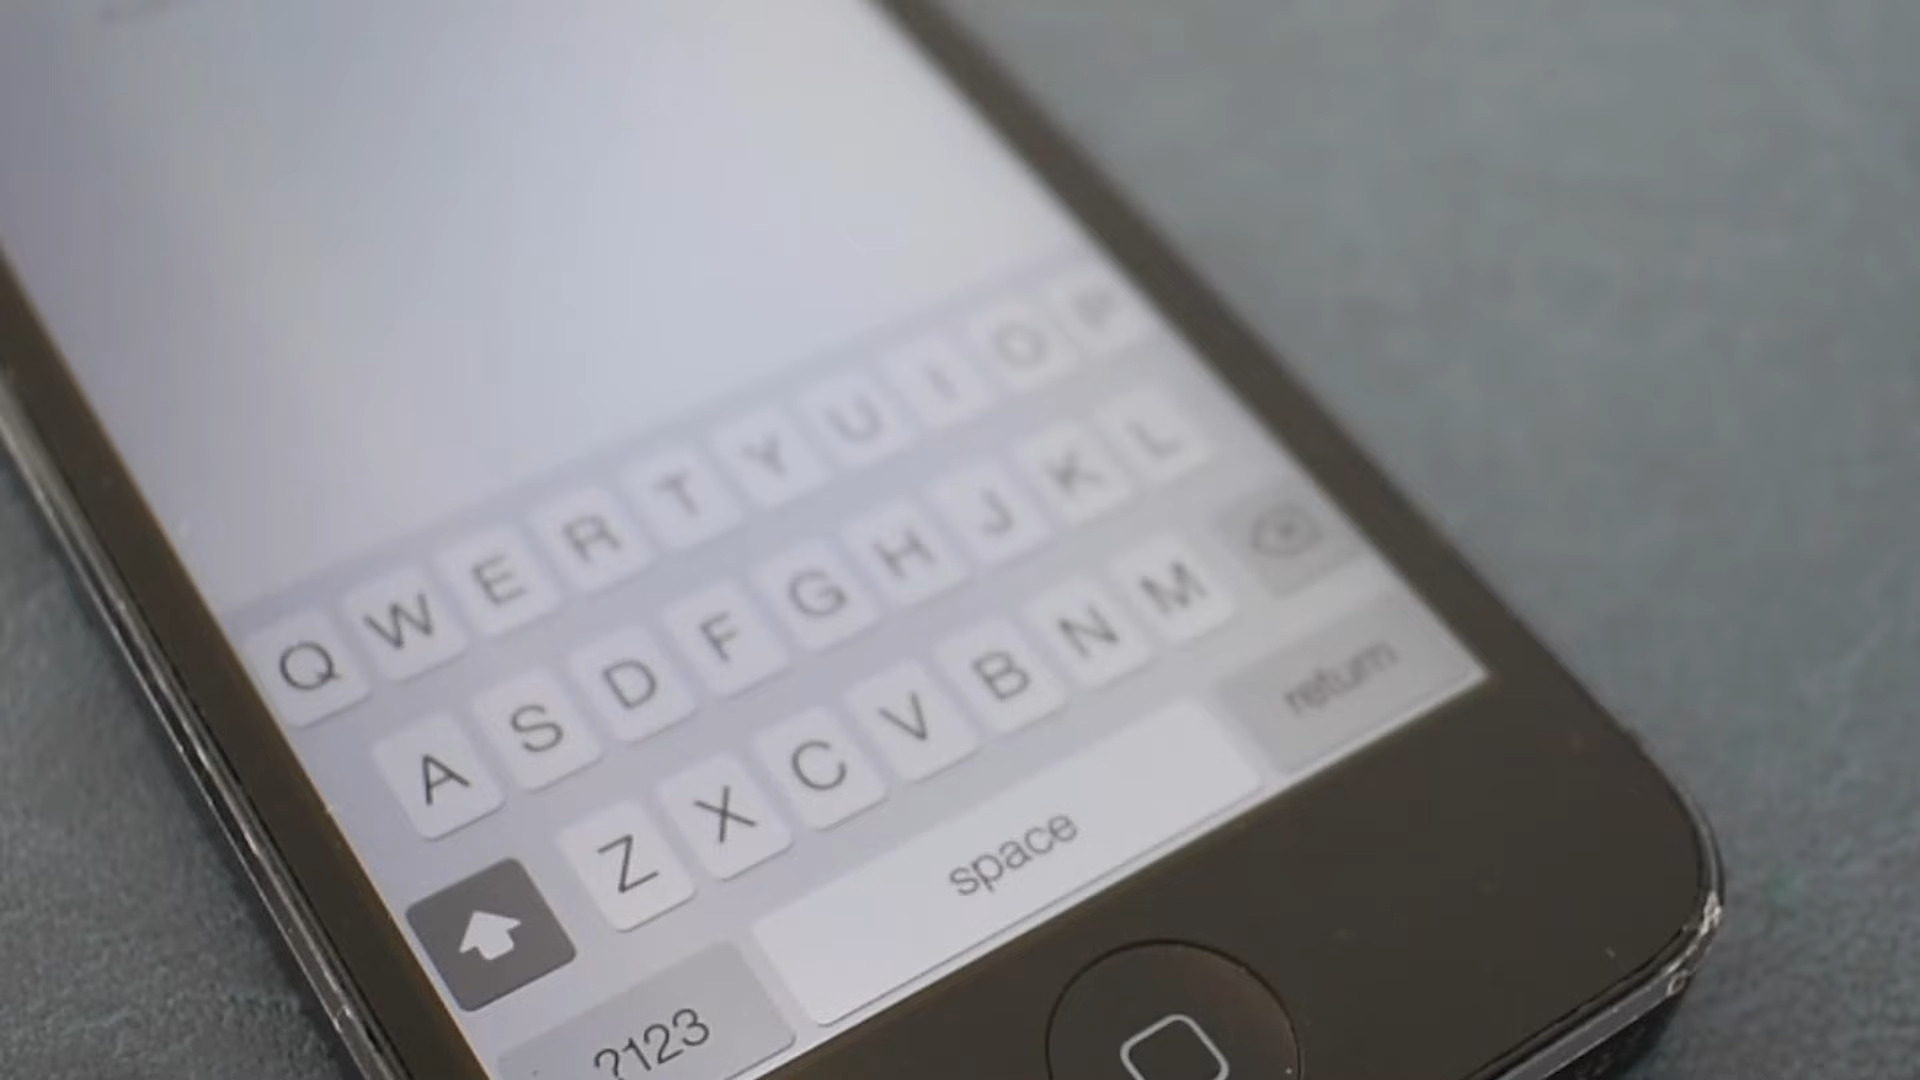 Q W E R T Y U I O P
A S D F G H J K L
Z X C V B N M
?123 space return